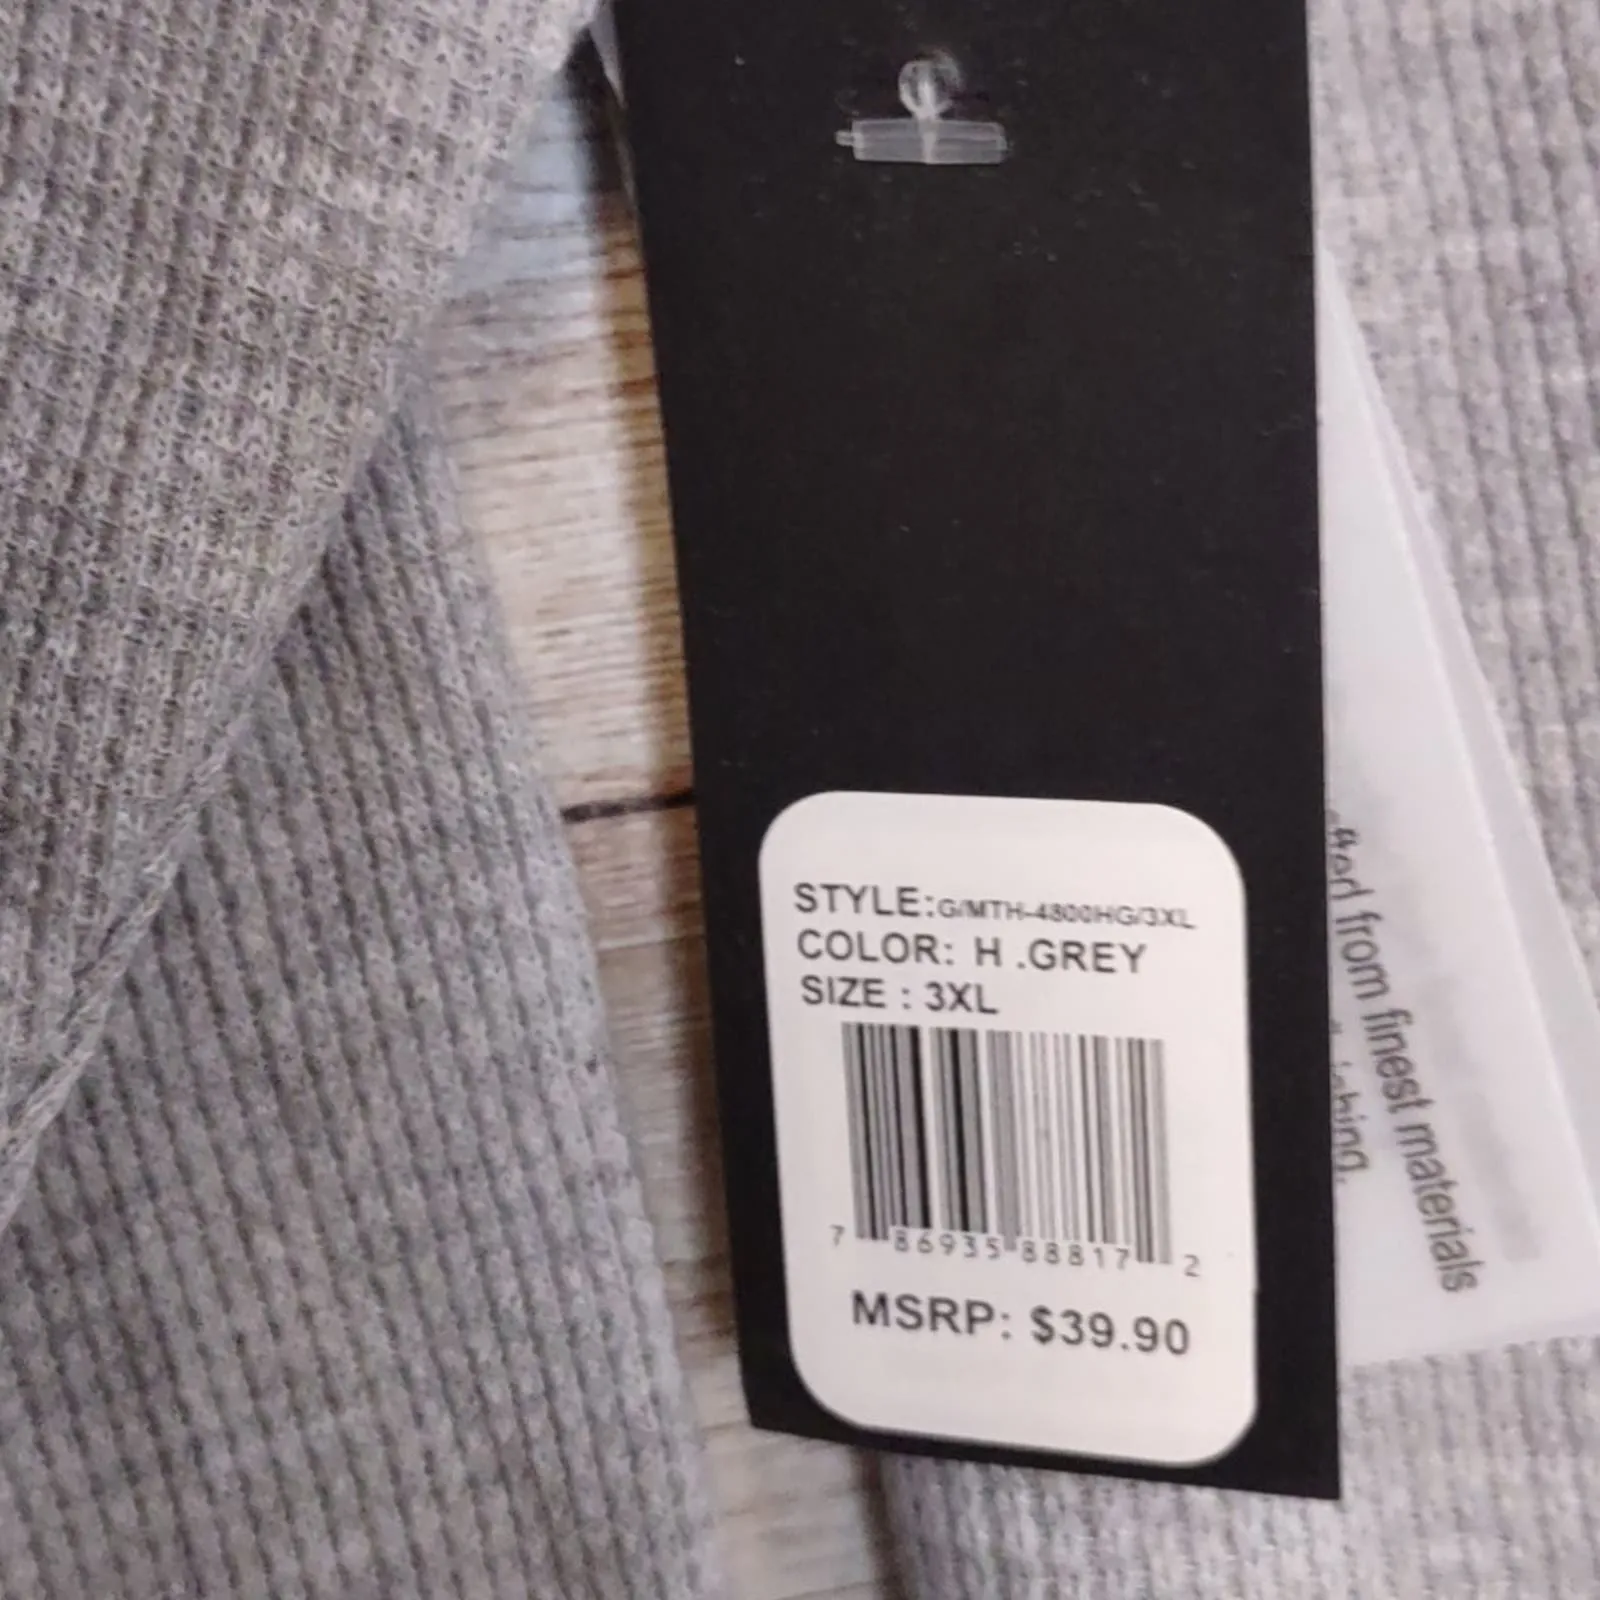 STYLE:G/MTH-4800HG/3XL
COLOR: H .GREY
SIZE : 3XL
7 86935 88817 2
MSRP: $39.90
from finest materials